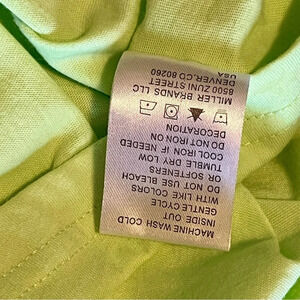 MACHINE WASH COLD
INSIDE OUT
GENTLE CYCLE
WITH LIKE COLORS
DO NOT USE BLEACH
OR SOFTENERS
TUMBLE DRY LOW
COOL IRON IF NEEDED
DO NOT IRON ON
DECORATION
MILLER BRANDS LLC
8500 ZUNI STREET
DENVER, CO 80260
USA